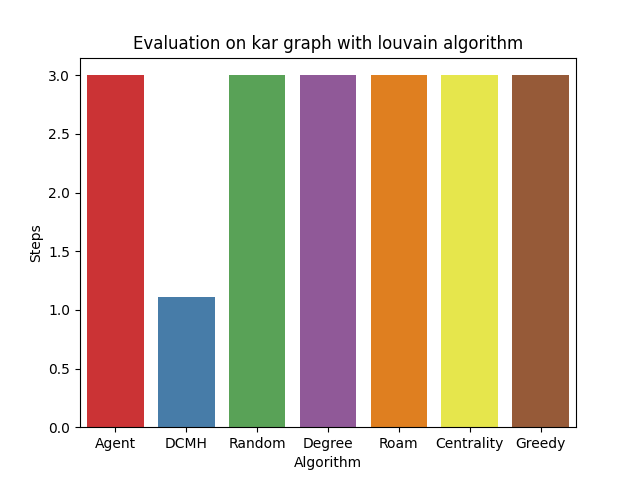 Evaluation on kar graph with louvain algorithm
3.0
2.5
2.0
1.5
1.0
0.5
0.0
Steps
Agent DCMH Random Degree Roam Centrality Greedy
Algorithm